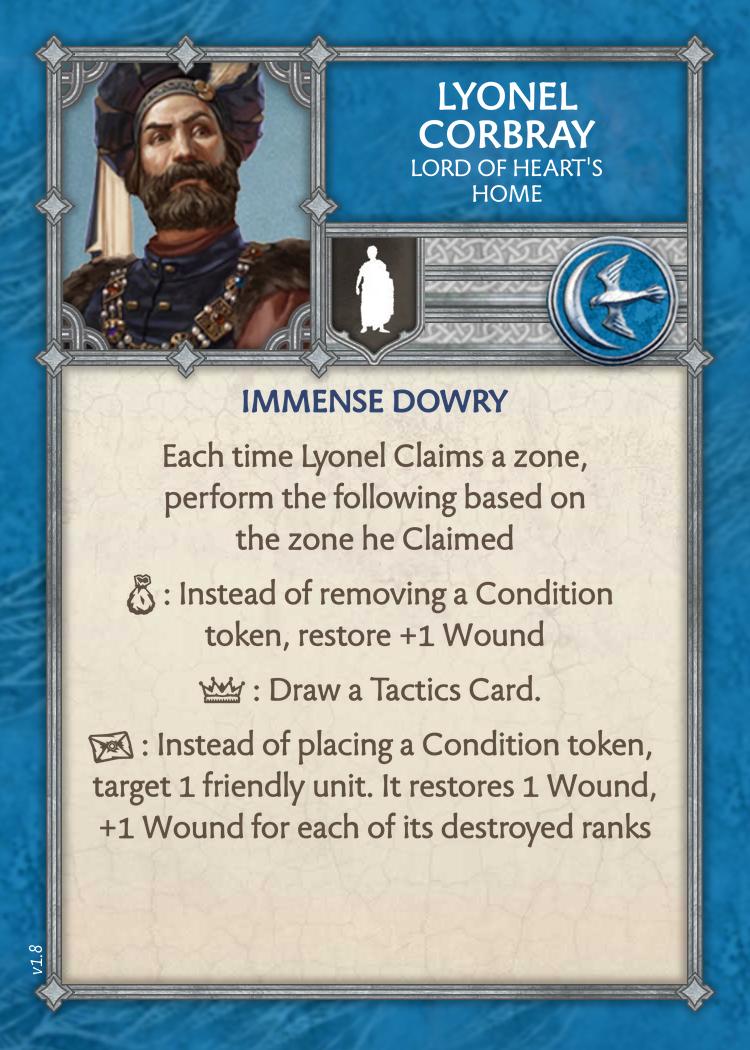 LYONEL
CORBRAY
LORD OF HEART'S
HOME
IMMENSE DOWRY
Each time Lyonel Claims a zone,
perform the following based on
the zone he Claimed
: Instead of removing a Condition
token, restore +1 Wound
: Draw a Tactics Card.
: Instead of placing a Condition token,
target 1 friendly unit. It restores 1 Wound,
+1 Wound for each of its destroyed ranks
v1.8